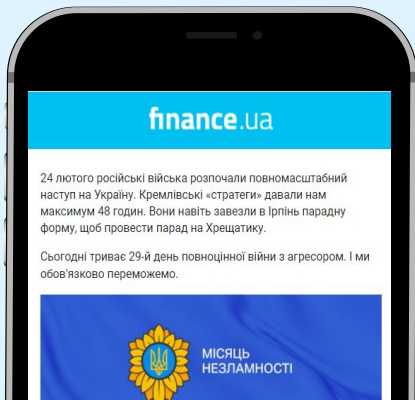 finance.ua
24 лютого російські війська розпочали повномасштабний
наступ на Україну. Кремлівські «стратеги» давали нам
максимум 48 годин. Вони навіть завезли в Ірпінь парадну
форму, щоб провести парад на Хрещатику.
Сьогодні триває 29-й день повноцінної війни з агресором. І ми
обов'язково переможемо.
МІСЯЦЬ
НЕЗЛАМНОСТІ